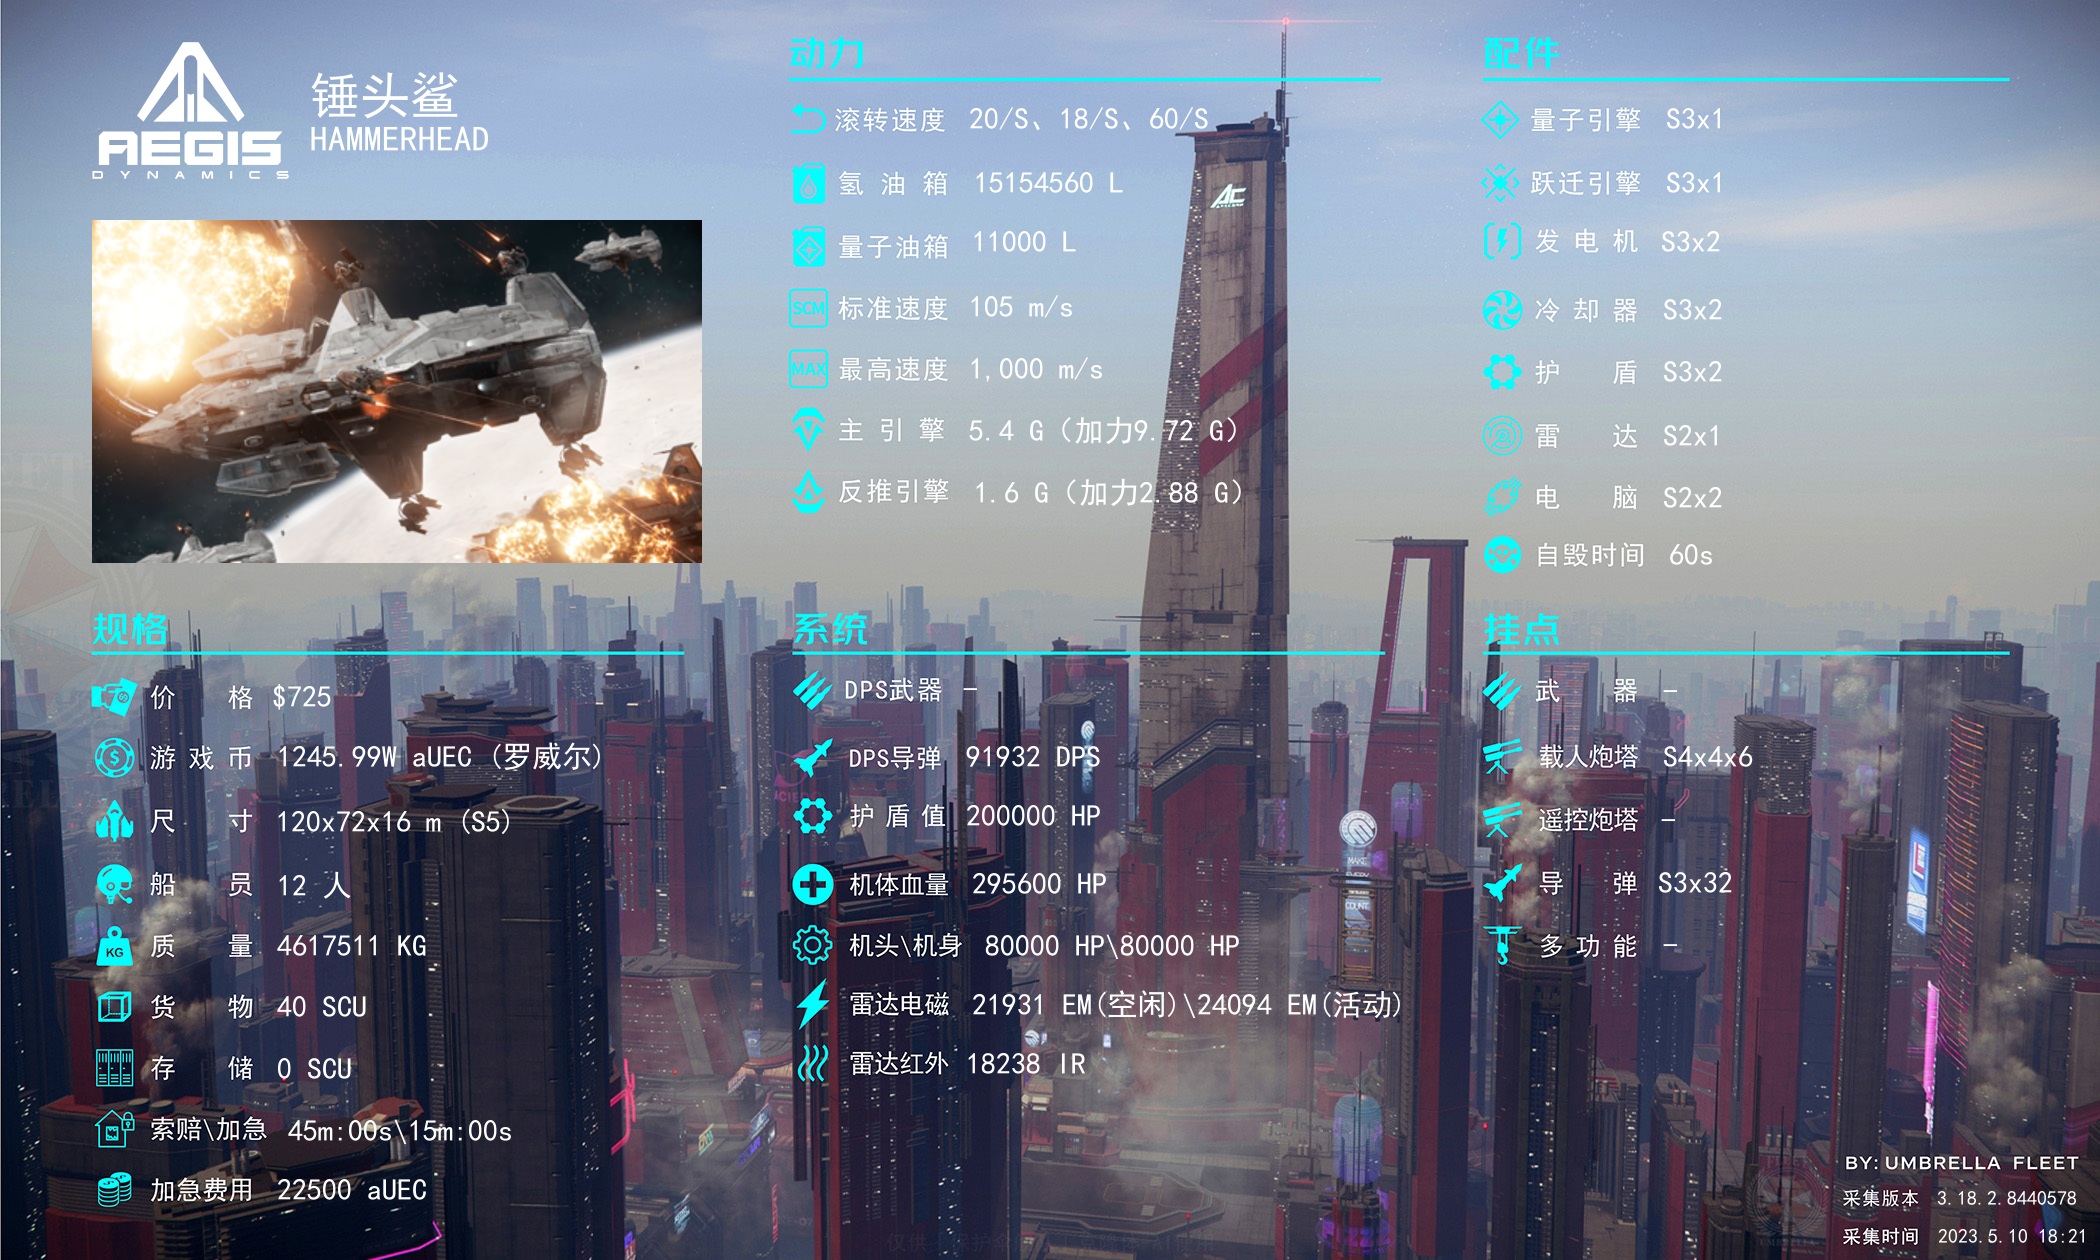 AEGIS
DYNAMICS
锤头鲨
HAMMERHEAD
动力
滚转速度 20/S、18/S、60/S
氢油箱 15154560 L
量子油箱 11000 L
SCM 标准速度 105 m/s
MAX 最高速度 1,000 m/s
主引擎 5.4 G（加力9.72 G）
反推引擎 1.6 G（加力2.88 G）
配件
量子引擎 S3x1
跃迁引擎 S3x1
发电机 S3x2
冷却器 S3x2
护盾 S3x2
雷达 S2x1
电脑 S2x2
自毁时间 60s
规格
价格 $725
游戏币 1245.99W aUEC (罗威尔)
尺寸 120x72x16 m (S5)
船员 12 人
KG 质量 4617511 KG
货物 40 SCU
存储 0 SCU
索赔\加急 45m:00s\15m:00s
加急费用 22500 aUEC
系统
DPS武器 -
DPS导弹 91932 DPS
护盾值 200000 HP
机体血量 295600 HP
机头\机身 80000 HP\80000 HP
雷达电磁 21931 EM(空闲)\24094 EM(活动)
雷达红外 18238 IR
挂点
武器 -
载人炮塔 S4x4x6
遥控炮塔 -
导弹 S3x32
多功能 -
AC
MAKE
EVERY
COUNT
BY: UMBRELLA FLEET
采集版本 3.18.2.8440578
采集时间 2023.5.10 18:21